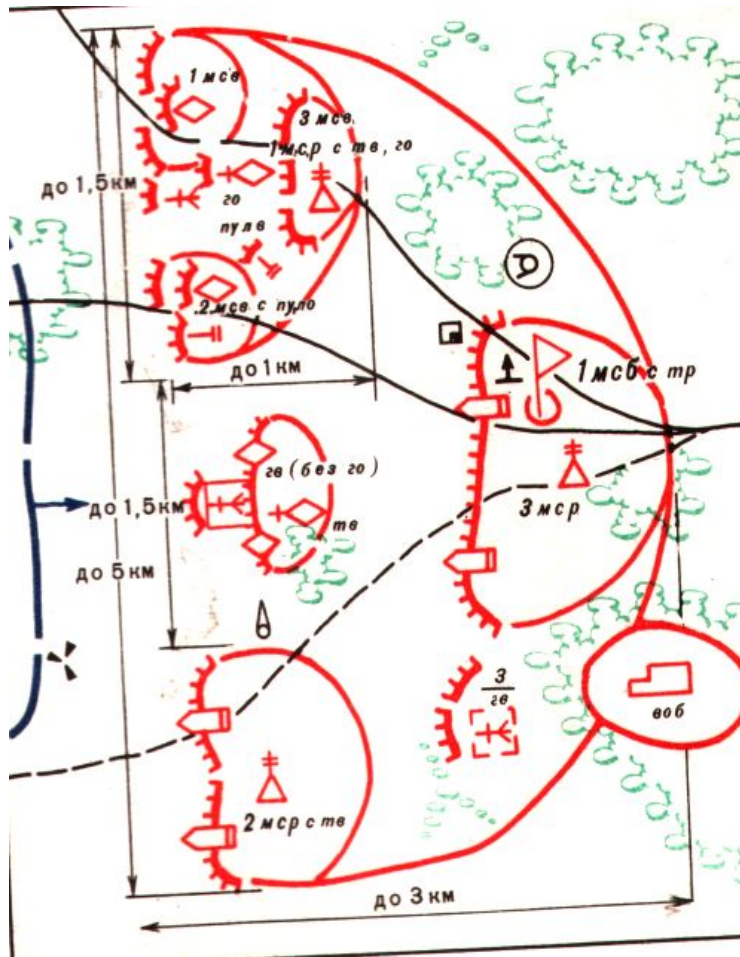 1 мсв
3 мсв
1 мср с тв, го
до 1,5 км
го
пулв
2 мсв с пуло
до 1 км
1 мсб с тр
гв (без го)
до 1,5 км
тв
3 мср
до 5 км
3
гв
воб
2 мср с тв
до 3 км